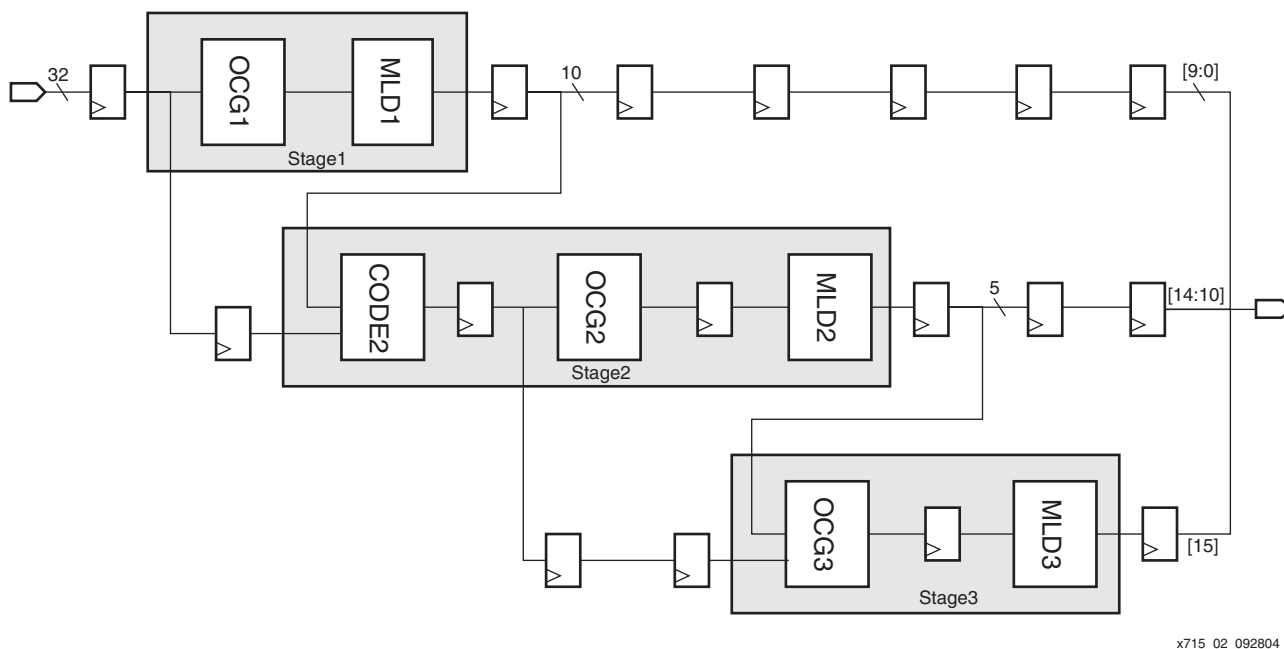 32
OCG1
MLD1
Stage1
10
[9:0]
CODE2
OCG2
MLD2
Stage2
5
[14:10]
OCG3
MLD3
Stage3
[15]
x715_02_092804